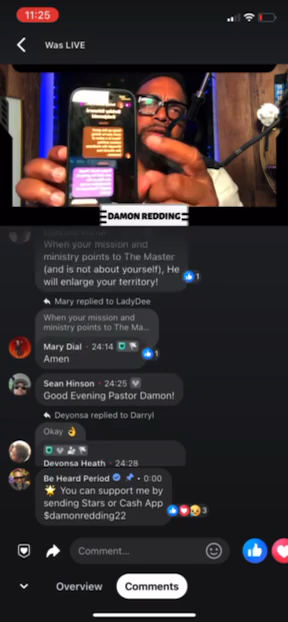 11:25
Was LIVE
DAMON REDDING
When your mission and
ministry points to The Master
(and is not about yourself), He
will enlarge your territory!
1
Mary replied to LadyDee
When your mission and
ministry points to The Ma...
Mary Dial · 24:14
Amen
1
Sean Hinson · 24:25
Good Evening Pastor Damon!
Deyonsa replied to Darryl
Okay 👌
Deyonsa Heath · 24:28
Be Heard Period · 0:00
🌟 You can support me by
sending Stars or Cash App
$damonredding22
3
Comment...
Overview
Comments